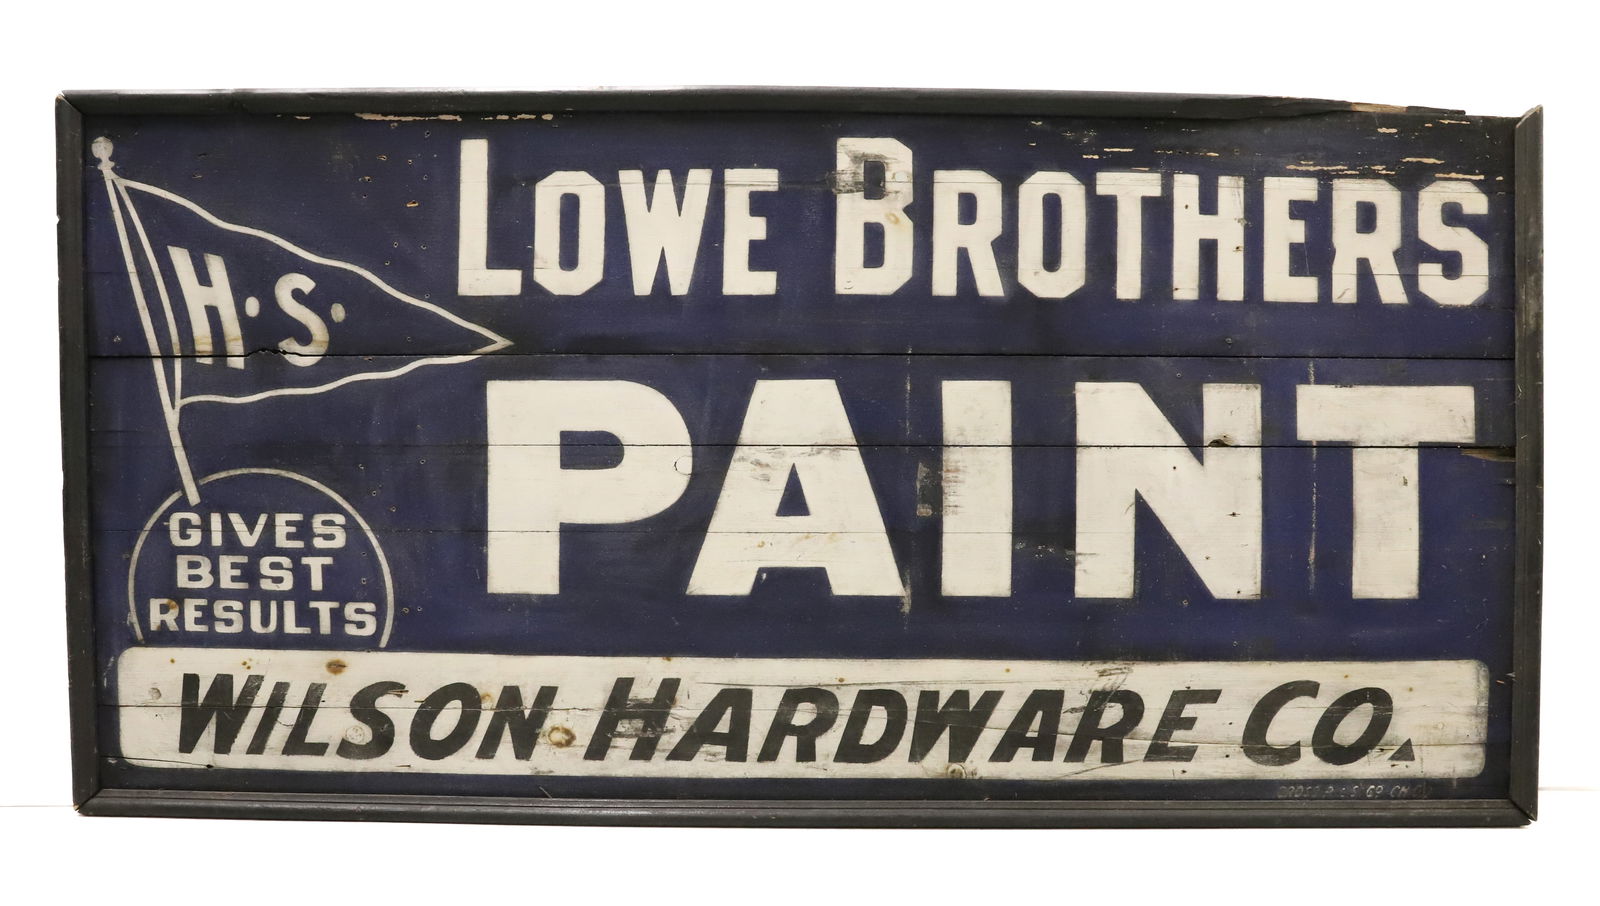 LOWE BROTHERS
H·S·
PAINT
GIVES
BEST
RESULTS
WILSON HARDWARE CO.